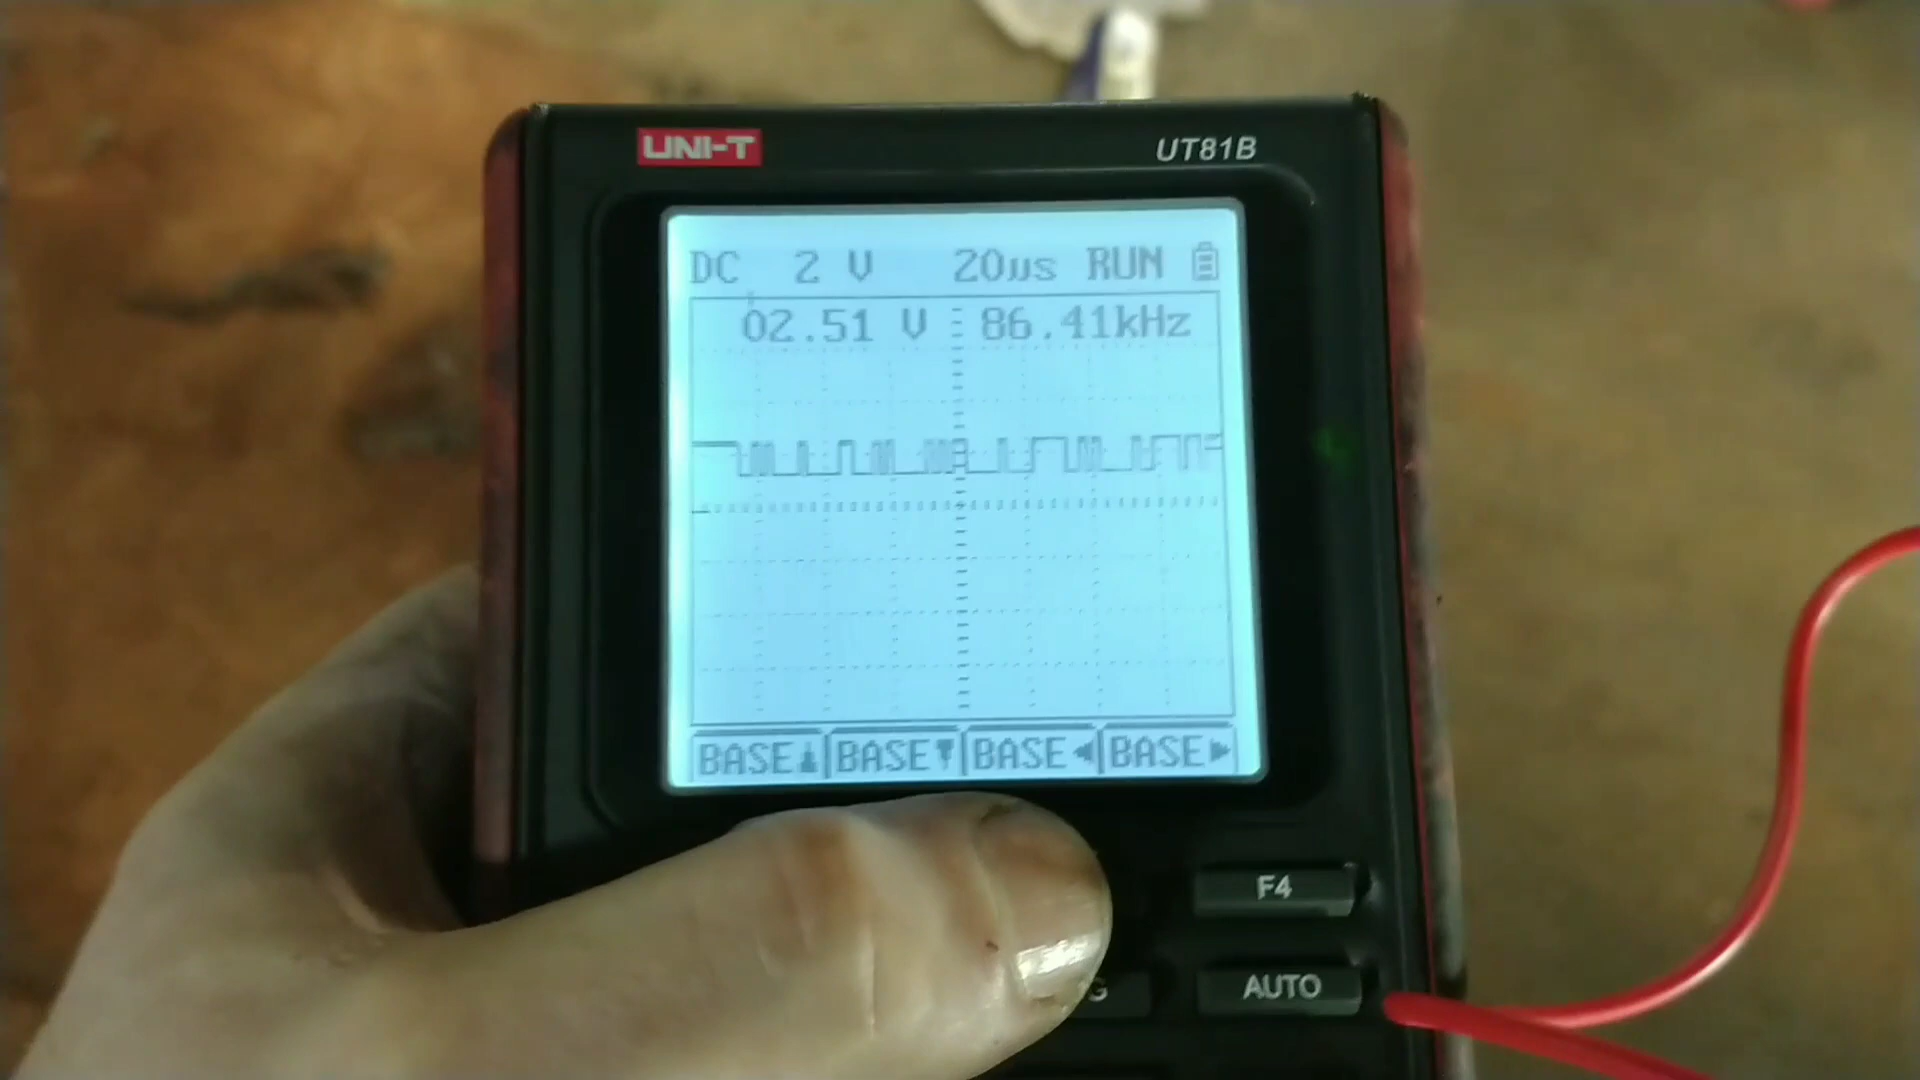 UNI-T UT81B
DC 2 V 20µs RUN
02.51 V 86.41kHz
BASE BASE BASE BASE
F4
G AUTO